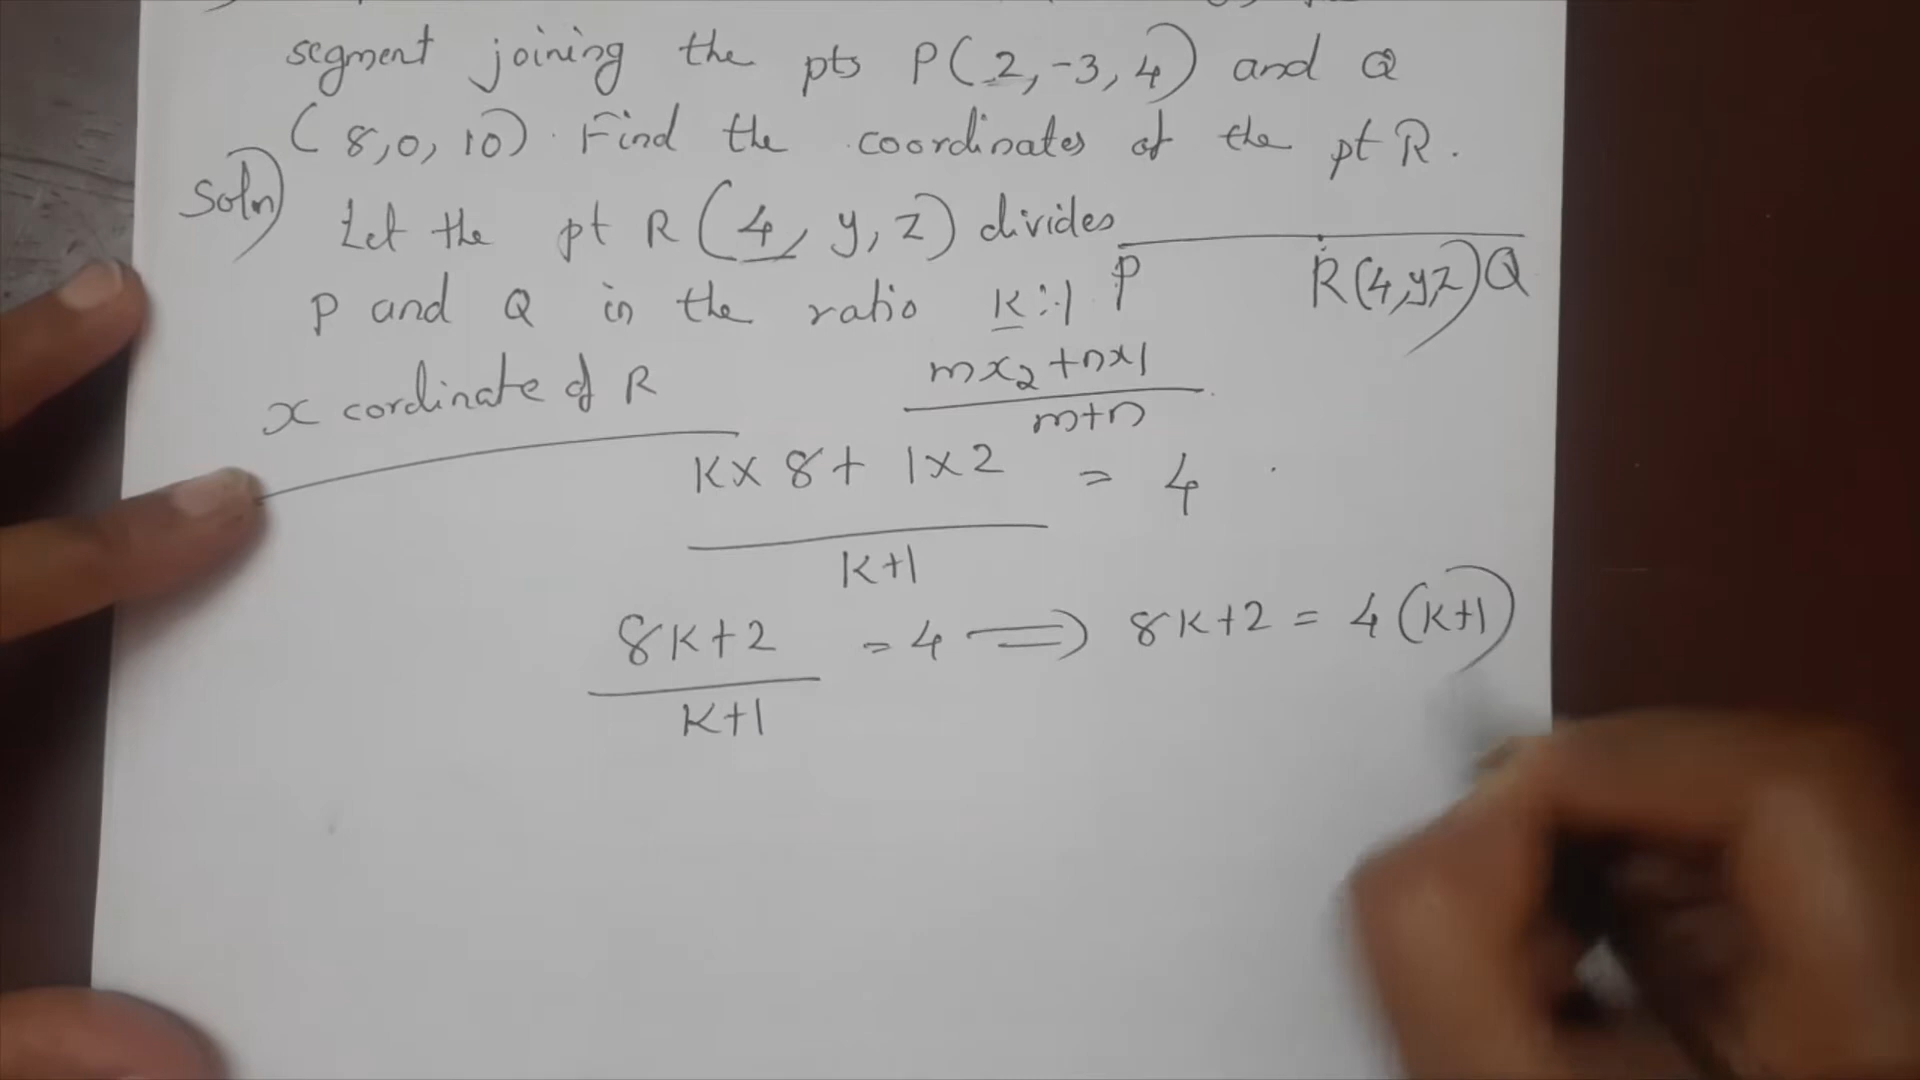 segment joining the pts P(2,-3,4) and Q
(8,0,10). Find the coordinates of the pt R.
Soln) Let the pt R(4, y, z) divides
P R(4,y,z) Q
P and Q in the ratio K:1
x cordinate of R
mx2+nx1
m+n
K×8+ 1×2 = 4
K+1
8K+2 = 4 ⟹ 8K+2 = 4(K+1)
K+1